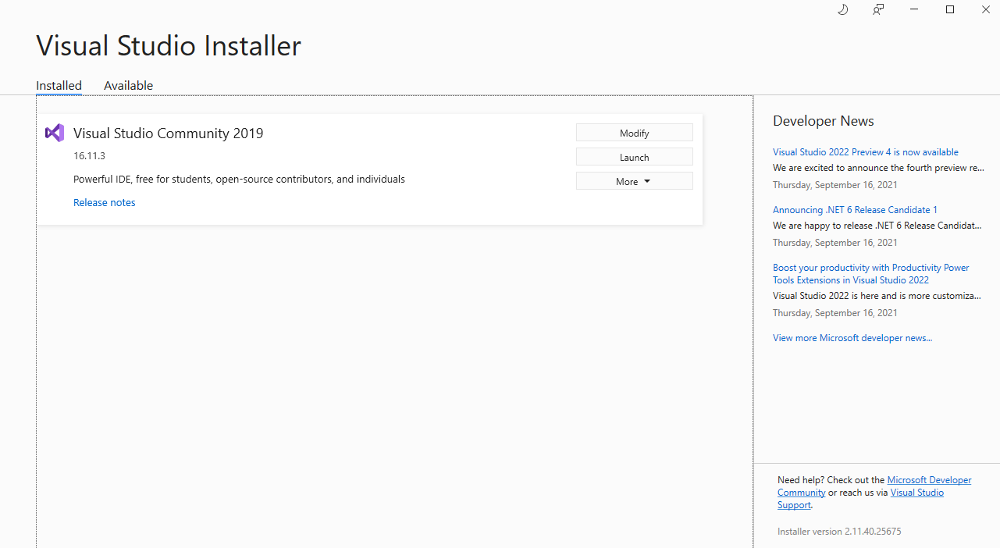 Visual Studio Installer
Installed
Available
Visual Studio Community 2019
16.11.3
Powerful IDE, free for students, open-source contributors, and individuals
Release notes
Modify
Launch
More
Developer News
Visual Studio 2022 Preview 4 is now available
We are excited to announce the fourth preview re...
Thursday, September 16, 2021
Announcing .NET 6 Release Candidate 1
We are happy to release .NET 6 Release Candidat...
Thursday, September 16, 2021
Boost your productivity with Productivity Power
Tools Extensions in Visual Studio 2022
Visual Studio 2022 is here and is more customiza...
Thursday, September 16, 2021
View more Microsoft developer news...
Need help? Check out the Microsoft Developer
Community or reach us via Visual Studio
Support.
Installer version 2.11.40.25675